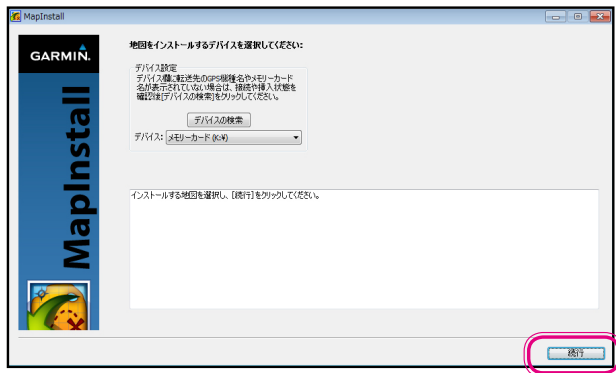 MapInstall
GARMIN.
MapInstall
地図をインストールするデバイスを選択してください:
デバイス設定
デバイス欄に転送先のGPS機種名やメモリーカード
名が表示されていない場合は、接続や挿入状態を
確認後[デバイスの検索]をクリックしてください。
デバイスの検索
デバイス: メモリーカード (K:¥)
インストールする地図を選択し、[続行]をクリックしてください。
続行